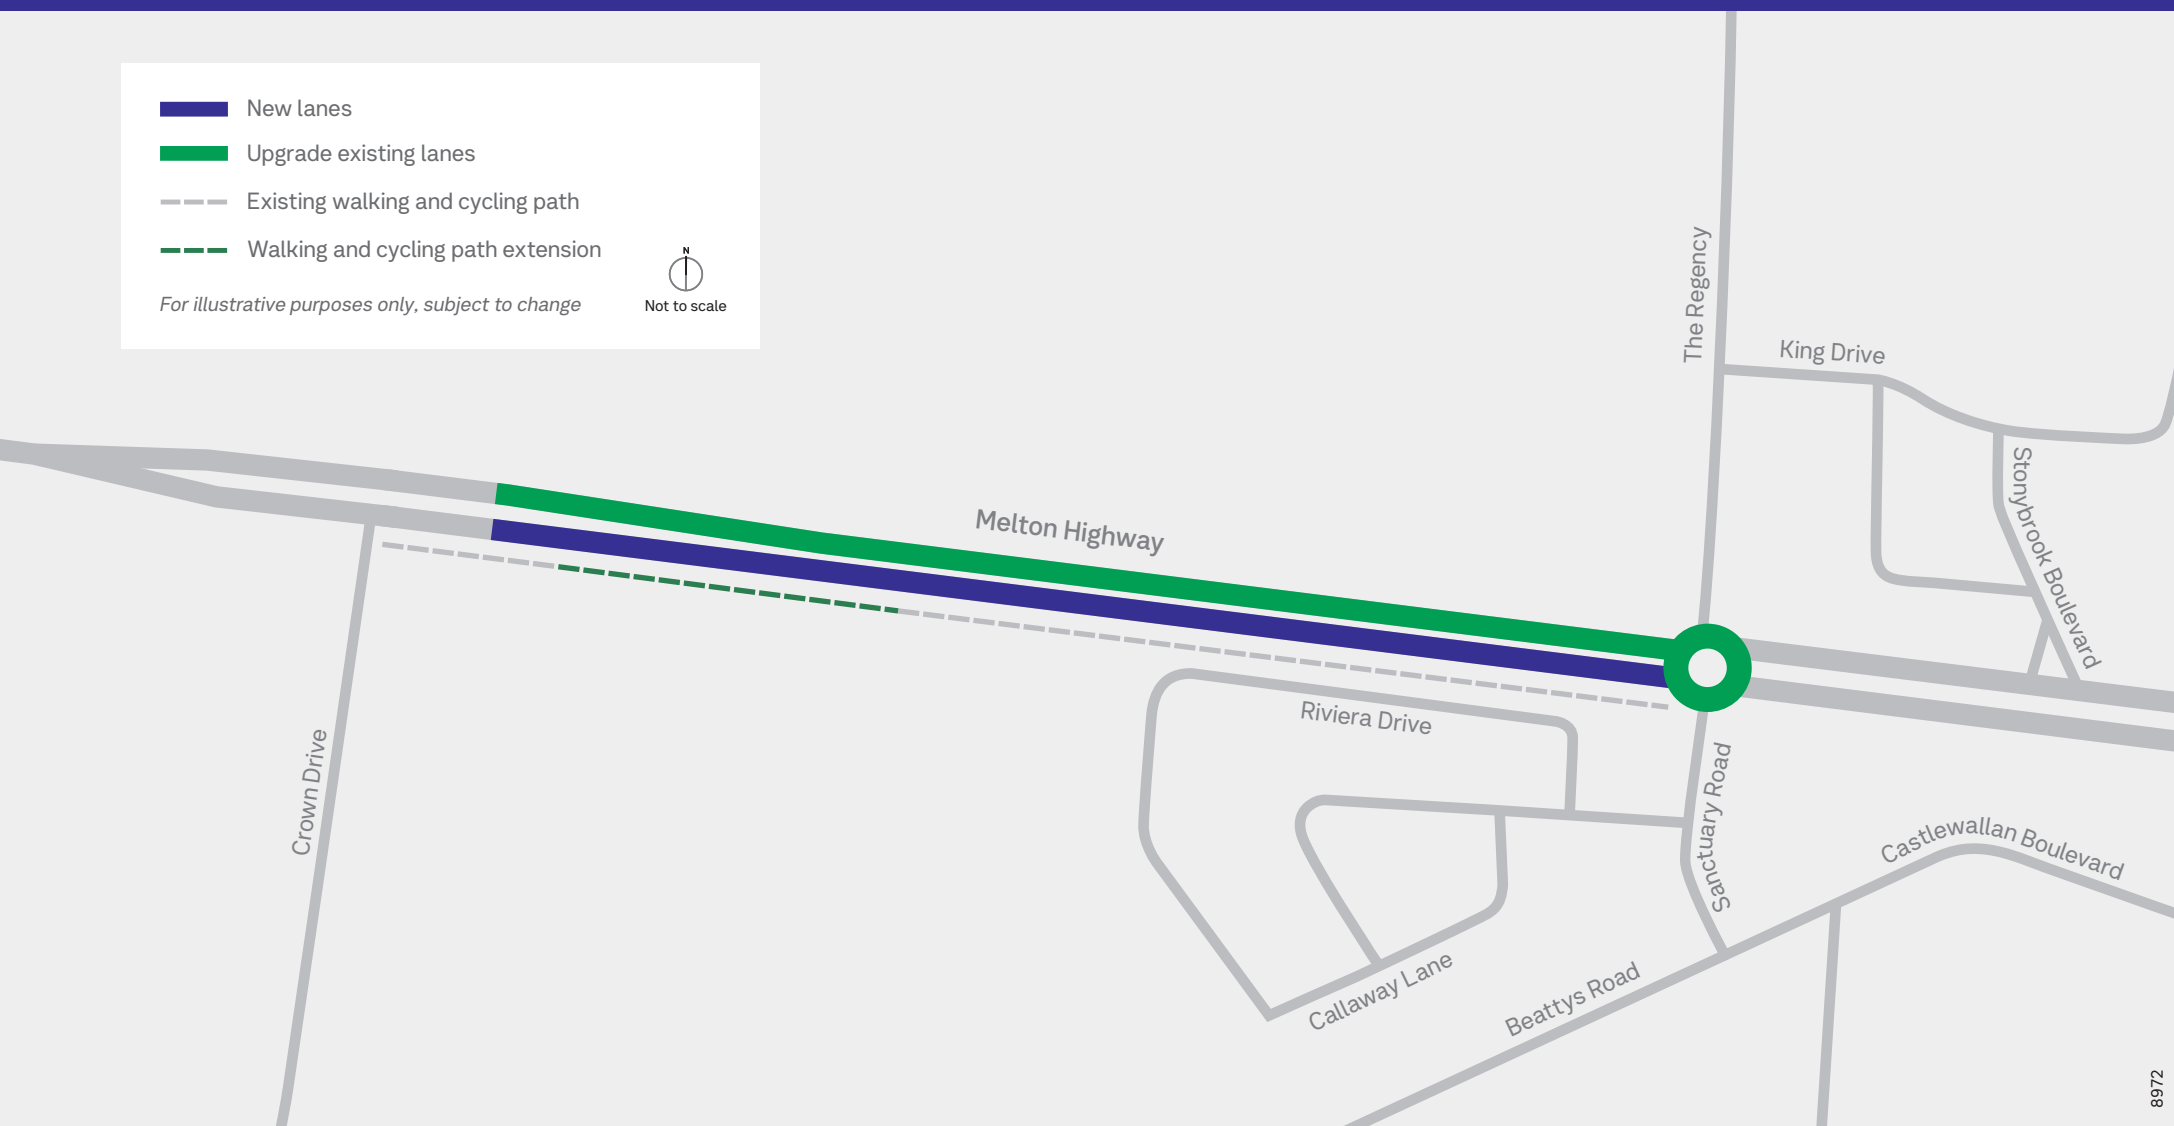 New lanes
Upgrade existing lanes
Existing walking and cycling path
Walking and cycling path extension
N
For illustrative purposes only, subject to change
Not to scale
The Regency
King Drive
Stonybrook Boulevard
Melton Highway
Riviera Drive
Crown Drive
Sanctuary Road
Castlewallan Boulevard
Callaway Lane
Beattys Road
8972